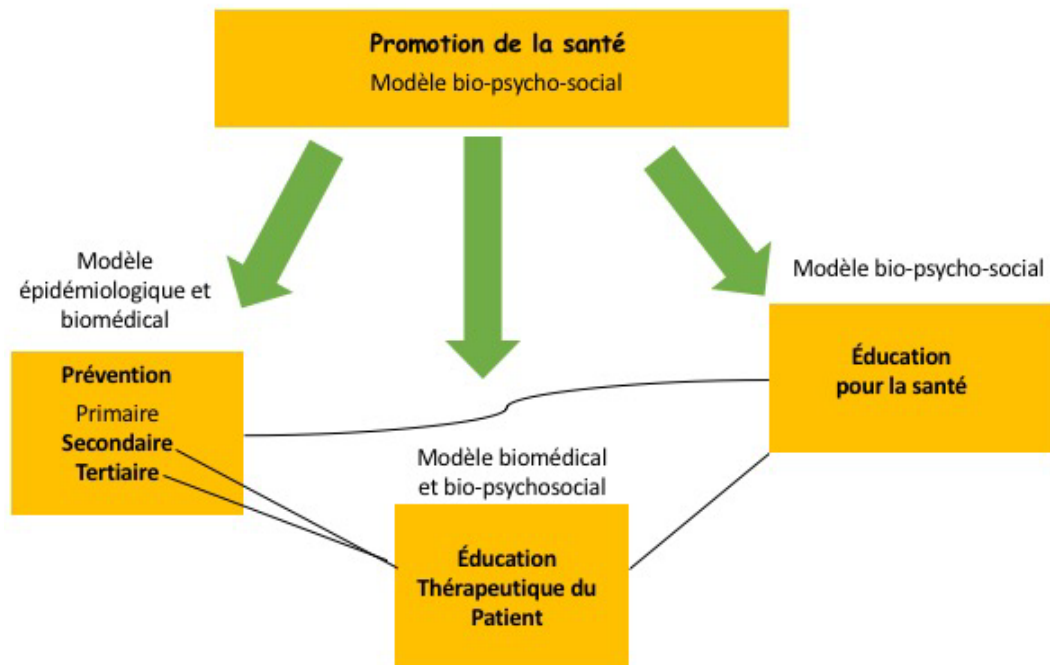 Promotion de la santé
Modèle bio-psycho-social
Modèle
épidémiologique et
biomédical
Prévention
Primaire
Secondaire
Tertiaire
Modèle biomédical
et bio-psychosocial
Éducation
Thérapeutique du
Patient
Modèle bio-psycho-social
Éducation
pour la santé